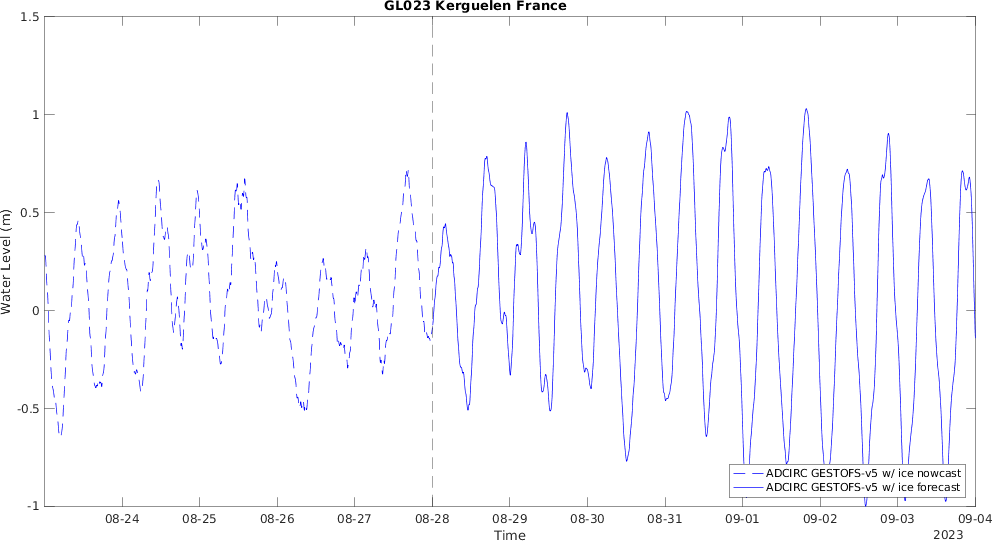 GL023 Kerguelen France
1.5
1
0.5
0
-0.5
-1
Water Level (m)
08-24 08-25 08-26 08-27 08-28 08-29 08-30 08-31 09-01 09-02 09-03 09-04
Time
2023
ADCIRC GESTOFS-v5 w/ ice nowcast
ADCIRC GESTOFS-v5 w/ ice forecast